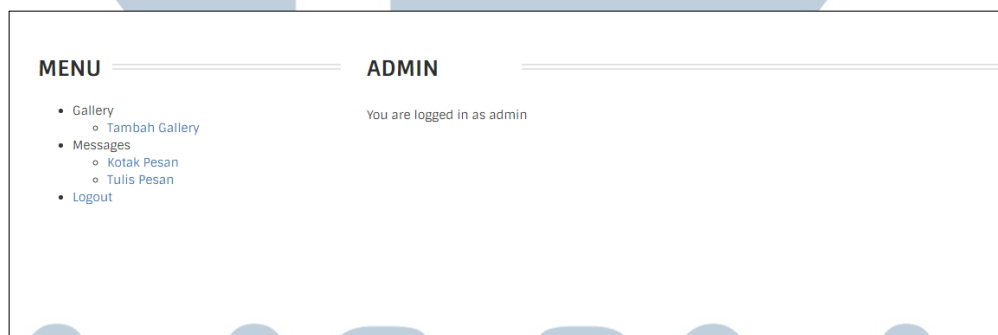 MENU
Gallery
Tambah Gallery
Messages
Kotak Pesan
Tulis Pesan
Logout
ADMIN
You are logged in as admin